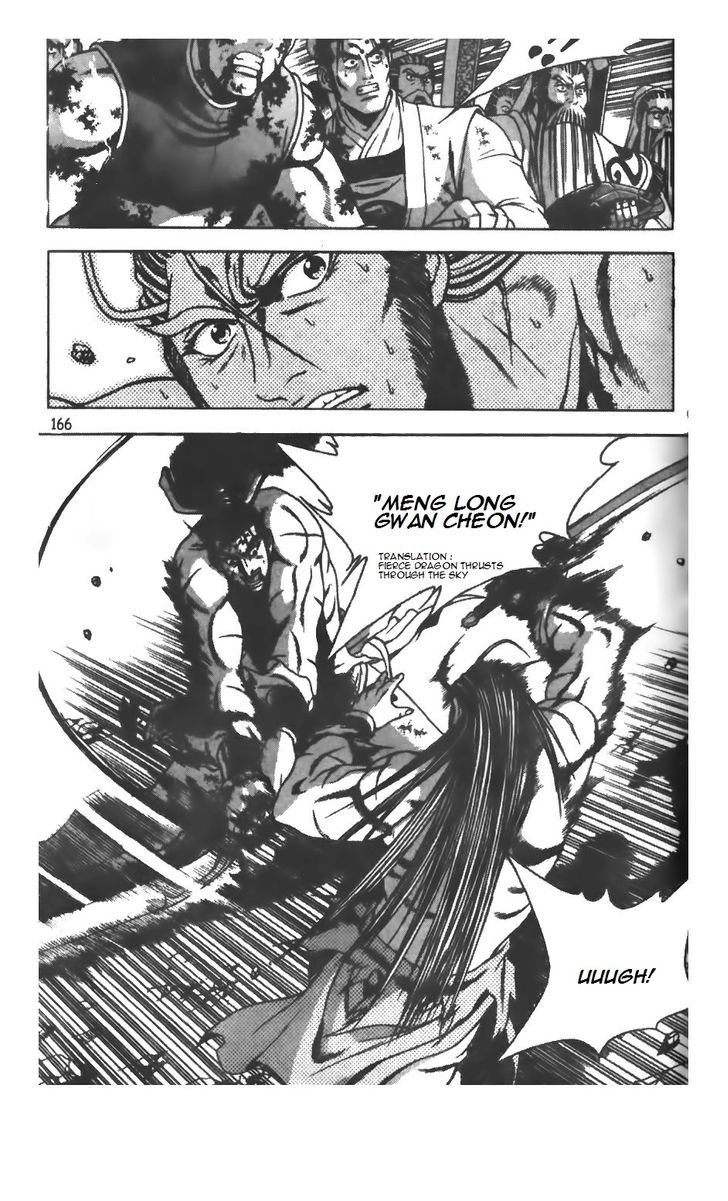 166
"MENG LONG
GWAN CHEON!"
TRANSLATION :
FIERCE DRAGON THRUSTS
THROUGH THE SKY
UUUGH!